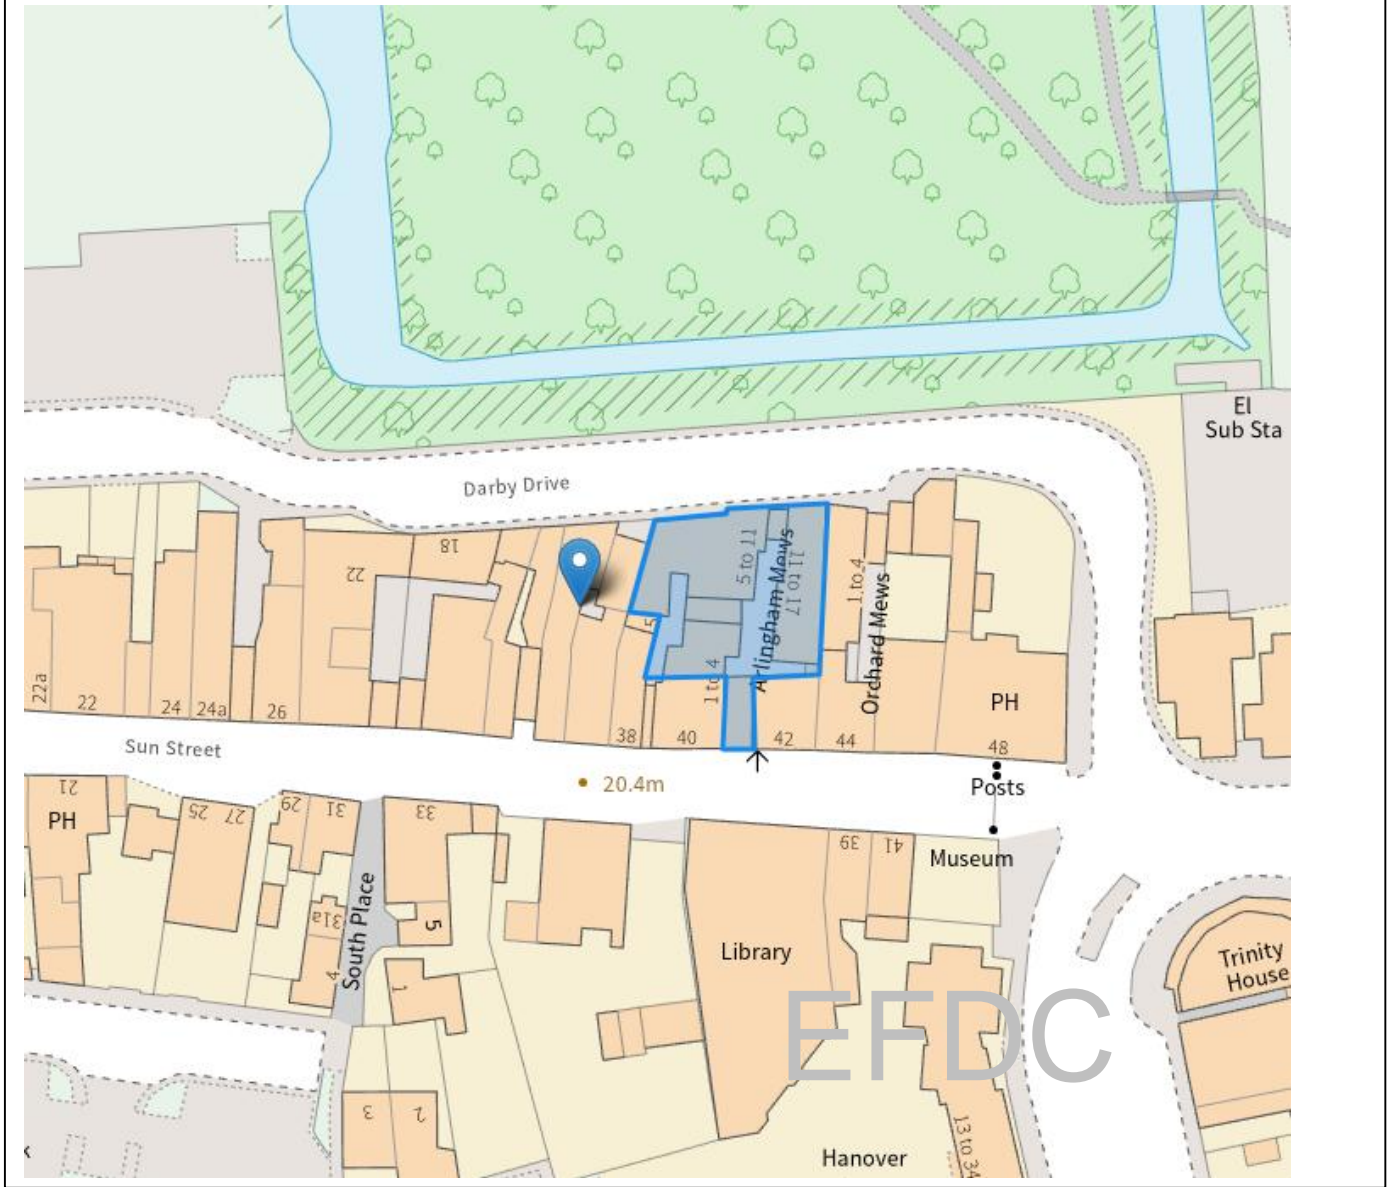 El
Sub Sta
Darby Drive
18
22
5 to 11
11 to 17
Arlingham Mews
1 to 4
Orchard Mews
5
1 to 4
22a
22
24
24a
26
38
40
42
44
PH
48
Sun Street
20.4m
Posts
21
PH
25
27
29
31
33
39
41
Museum
31a
4
South Place
5
1
Library
Trinity
House
EFDC
3
2
Hanover
13 to 34
k